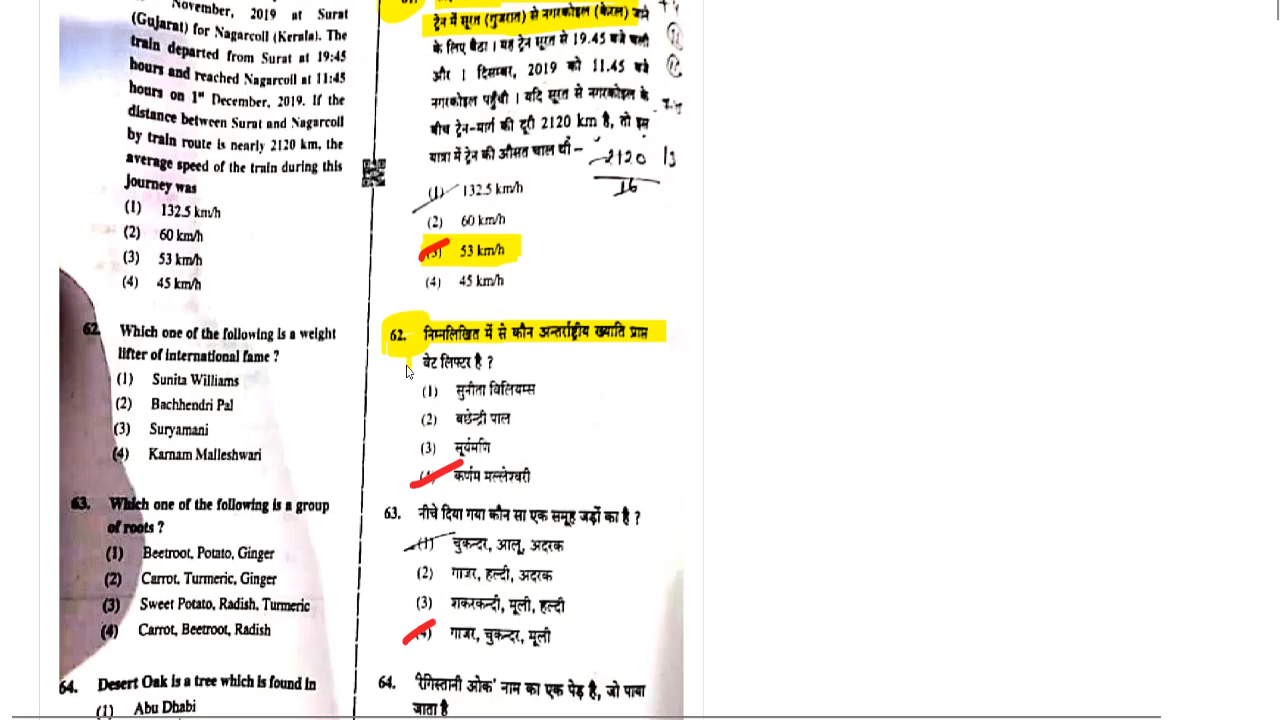 November, 2019 at Surat
(Gujarat) for Nagarcoll (Kerala). The
train departed from Surat at 19:45
hours and reached Nagarcoil at 11:45
hours on 1st December, 2019. If the
distance between Surat and Nagarcoil
by train route is nearly 2120 km, the
average speed of the train during this
Journey was
(1) 132.5 km/h
(2) 60 km/h
(3) 53 km/h
(4) 45 km/h
62. Which one of the following is a weight
lifter of international fame ?
(1) Sunita Williams
(2) Bachhendri Pal
(3) Suryamani
(4) Karnam Malleshwari
63. Which one of the following is a group
of roots ?
(1) Beetroot, Potato, Ginger
(2) Carrot, Turmeric, Ginger
(3) Sweet Potato, Radish, Turmeric
(4) Carrot, Beetroot, Radish
64. Desert Oak is a tree which is found in
(1) Abu Dhabi
ट्रेन में सूरत (गुजरात) से नगरकोइल (केरल) जाने
के लिए बैठा । यह ट्रेन सूरत से 19.45 बजे चली
और 1 दिसम्बर, 2019 को 11.45 बजे
नगरकोइल पहुँची । यदि सूरत से नगरकोइल के
बीच ट्रेन-मार्ग की दूरी 2120 km है, तो इस
यात्रा में ट्रेन की औसत चाल थी –
2120
16
(1) 132.5 km/h
(2) 60 km/h
(3) 53 km/h
(4) 45 km/h
62. निम्नलिखित में से कौन अन्तर्राष्ट्रीय ख्याति प्राप्त
वेट लिफ्टर है ?
(1) सुनीता विलियम्स
(2) बछेन्द्री पाल
(3) सूर्यमणि
कर्णम मल्लेश्वरी
63. नीचे दिया गया कौन सा एक समूह जड़ों का है ?
(1) चुकन्दर, आलू, अदरक
(2) गाजर, हल्दी, अदरक
(3) शकरकन्दी, मूली, हल्दी
गाजर, चुकन्दर, मूली
64. 'रेगिस्तानी ओक' नाम का एक पेड़ है, जो पाया
जाता है